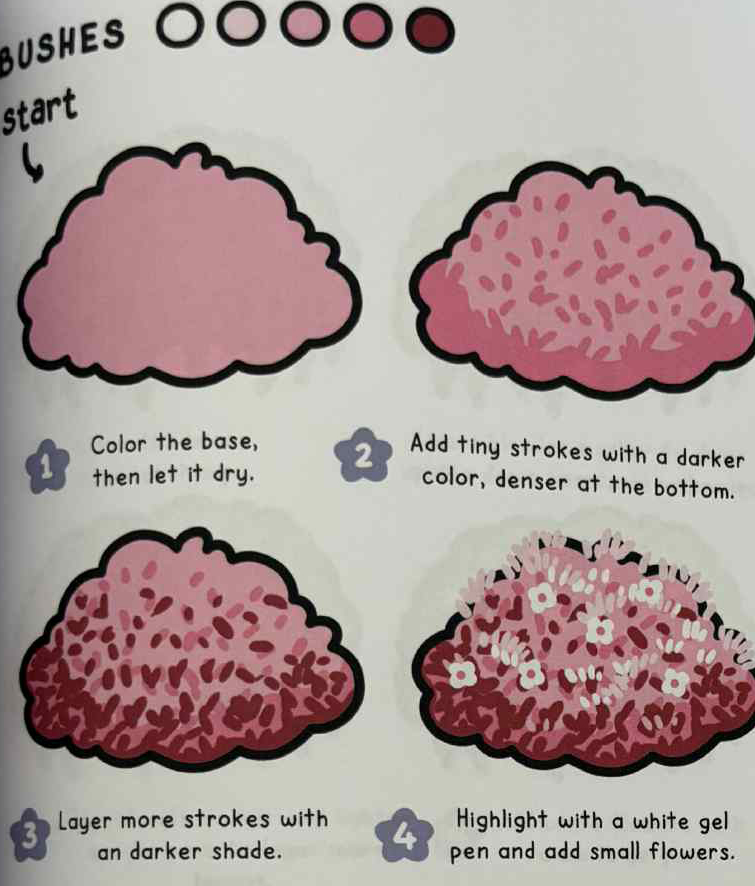 BUSHES
start
1
Color the base,
then let it dry.
2
Add tiny strokes with a darker
color, denser at the bottom.
3
Layer more strokes with
an darker shade.
4
Highlight with a white gel
pen and add small flowers.